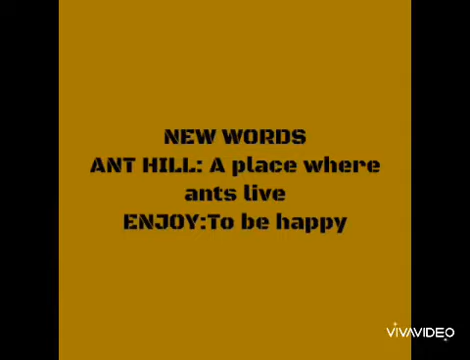 NEW WORDS
ANT HILL: A place where
ants live
ENJOY:To be happy
VIVAVIDEO